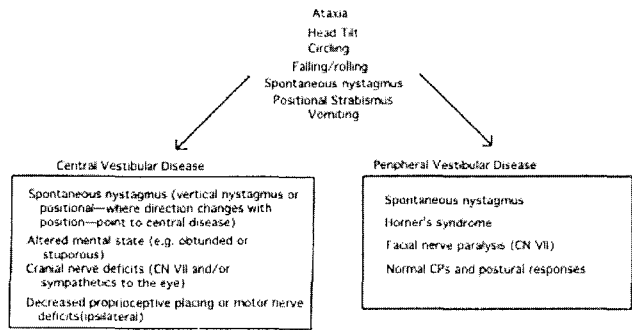 Ataxia
Head Tilt
Circling
Falling/rolling
Spontaneous nystagmus
Positional Strabismus
Vomiting
Central Vestibular Disease
Spontaneous nystagmus (vertical nystagmus or
positional—where direction changes with
position—point to central disease)
Altered mental state (e.g. obtunded or
stuporous)
Cranial nerve deficits (CN VII and/or
sympathetics to the eye)
Decreased proprioceptive placing or motor nerve
deficits(ipsilateral)
Peripheral Vestibular Disease
Spontaneous nystagmus
Horner's syndrome
Facial nerve paralysis (CN VII)
Normal CPs and postural responses